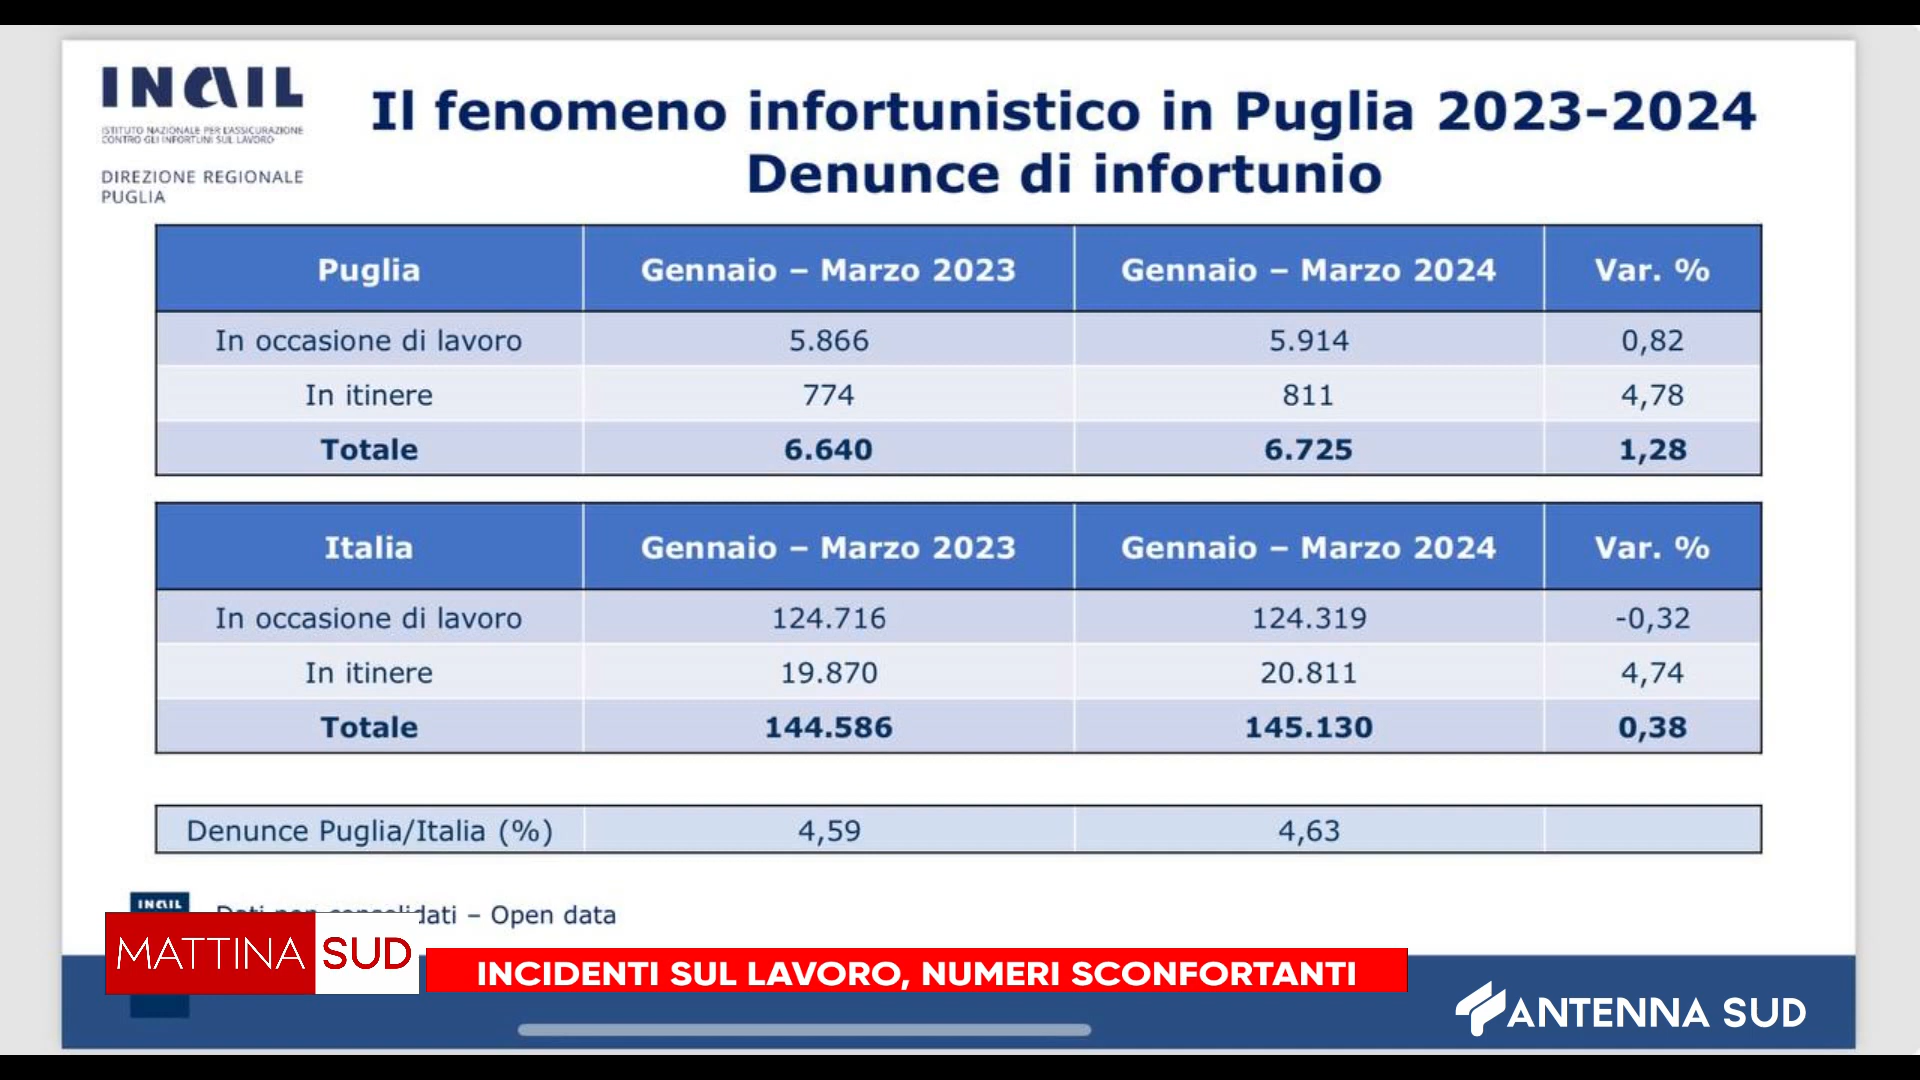 INAIL
ISTITUTO NAZIONALE PER L'ASSICURAZIONE
CONTRO GLI INFORTUNI SUL LAVORO
DIREZIONE REGIONALE
PUGLIA
Il fenomeno infortunistico in Puglia 2023-2024
Denunce di infortunio
Puglia Gennaio – Marzo 2023 Gennaio – Marzo 2024 Var. %
In occasione di lavoro 5.866 5.914 0,82
In itinere 774 811 4,78
Totale 6.640 6.725 1,28
Italia Gennaio – Marzo 2023 Gennaio – Marzo 2024 Var. %
In occasione di lavoro 124.716 124.319 -0,32
In itinere 19.870 20.811 4,74
Totale 144.586 145.130 0,38
Denunce Puglia/Italia (%) 4,59 4,63
INAIL
Dati non consolidati – Open data
MATTINA SUD
INCIDENTI SUL LAVORO, NUMERI SCONFORTANTI
ANTENNA SUD